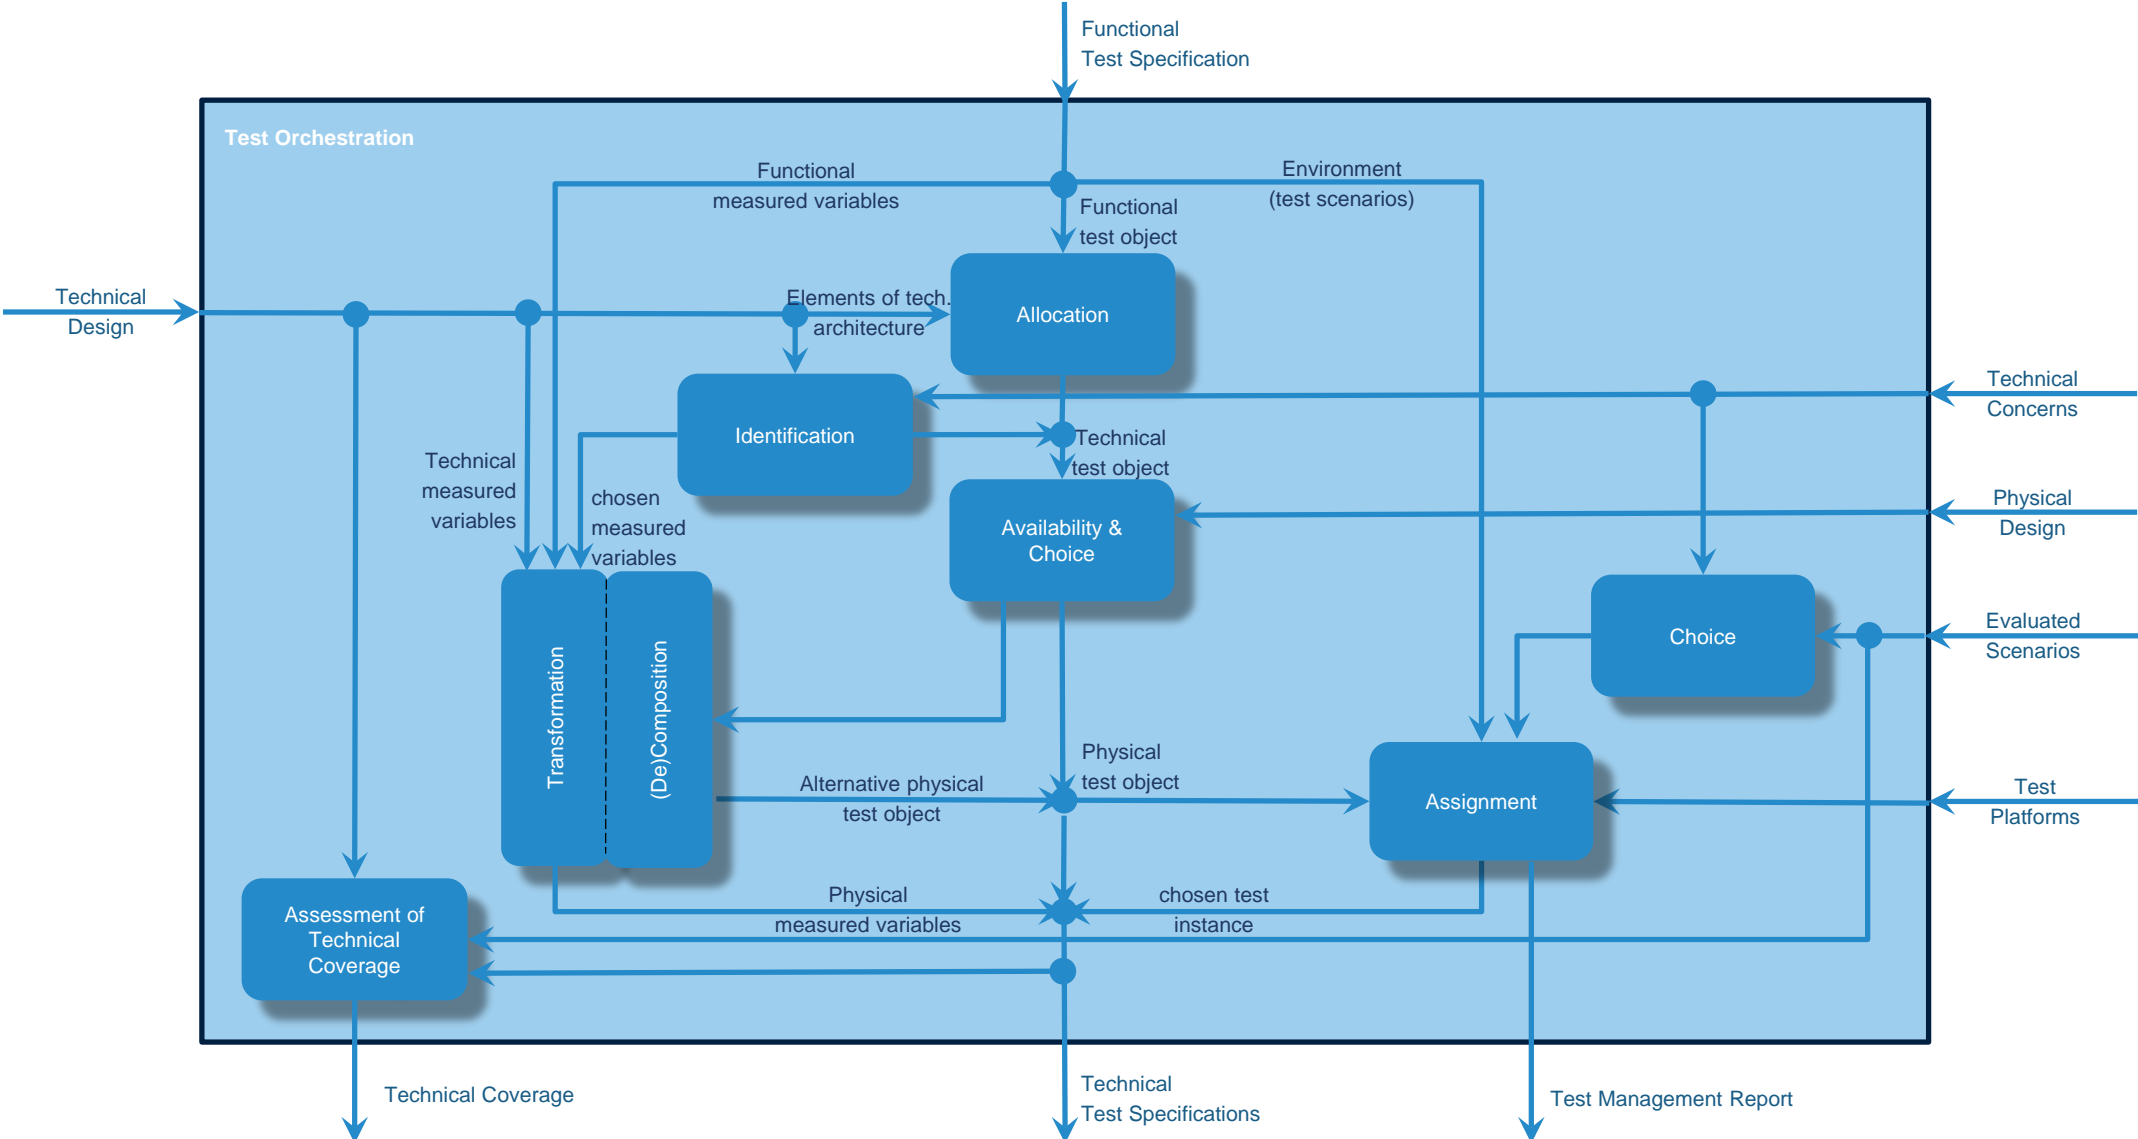 Functional
Test Specification
Test Orchestration
Functional
measured variables
Environment
(test scenarios)
Functional
test object
Technical
Design
Elements of tech.
architecture
Allocation
Technical
Concerns
Identification
Technical
test object
Technical
measured
variables
chosen
measured
variables
Availability &
Choice
Physical
Design
Choice
Evaluated
Scenarios
Transformation
(De)Composition
Physical
test object
Alternative physical
test object
Assignment
Test
Platforms
Physical
measured variables
chosen test
instance
Assessment of
Technical
Coverage
Technical Coverage
Technical
Test Specifications
Test Management Report